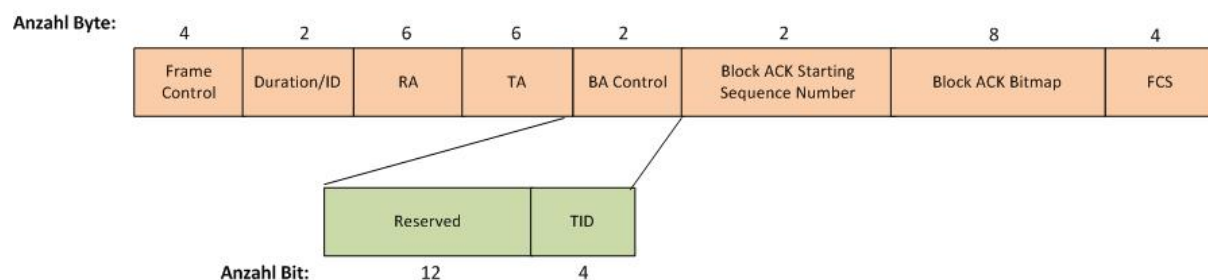 Anzahl Byte:
4 2 6 6 2 2 8 4
Frame
Control
Duration/ID
RA
TA
BA Control
Block ACK Starting
Sequence Number
Block ACK Bitmap
FCS
Reserved
TID
Anzahl Bit:
12 4